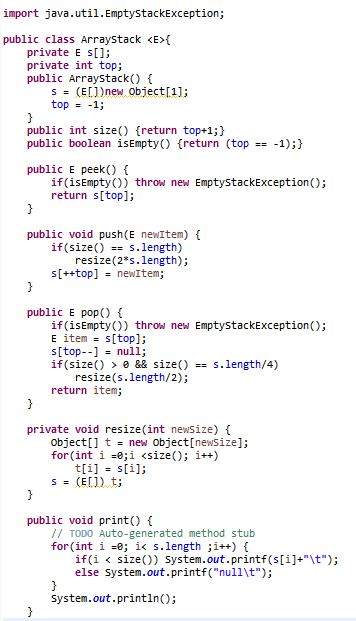 import java.util.EmptyStackException;
public class ArrayStack <E>{
private E s[];
private int top;
public ArrayStack() {
s = (E[])new Object[1];
top = -1;
}
public int size() {return top+1;}
public boolean isEmpty() {return (top == -1);}
public E peek() {
if(isEmpty()) throw new EmptyStackException();
return s[top];
}
public void push(E newItem) {
if(size() == s.length)
resize(2*s.length);
s[++top] = newItem;
}
public E pop() {
if(isEmpty()) throw new EmptyStackException();
E item = s[top];
s[top--] = null;
if(size() > 0 && size() == s.length/4)
resize(s.length/2);
return item;
}
private void resize(int newSize) {
Object[] t = new Object[newSize];
for(int i =0;i <size(); i++)
t[i] = s[i];
s = (E[]) t;
}
public void print() {
// TODO Auto-generated method stub
for(int i =0; i< s.length ;i++) {
if(i < size()) System.out.printf(s[i]+"\t");
else System.out.printf("null\t");
}
System.out.println();
}